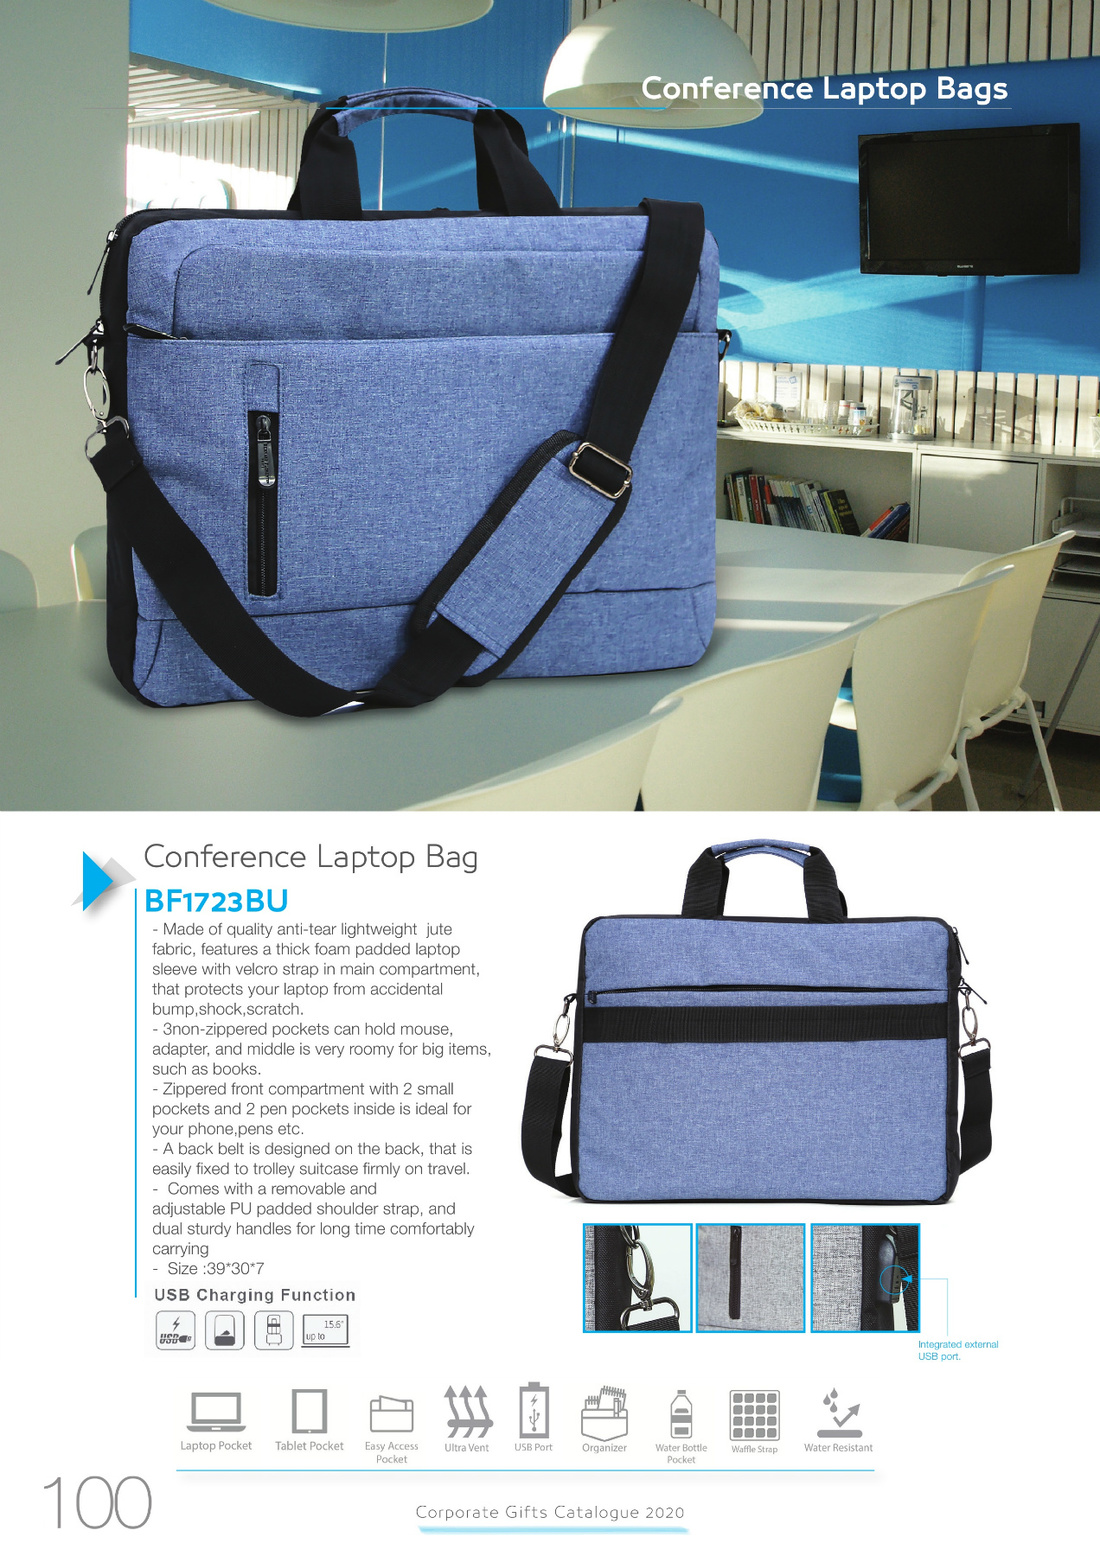 Conference Laptop Bags
Conference Laptop Bag
BF1723BU
- Made of quality anti-tear lightweight  jute
fabric, features a thick foam padded laptop
sleeve with velcro strap in main compartment,
that protects your laptop from accidental
bump,shock,scratch.
- 3non-zippered pockets can hold mouse,
adapter, and middle is very roomy for big items,
such as books.
- Zippered front compartment with 2 small
pockets and 2 pen pockets inside is ideal for
your phone,pens etc.
- A back belt is designed on the back, that is
easily fixed to trolley suitcase firmly on travel.
-  Comes with a removable and
adjustable PU padded shoulder strap, and
dual sturdy handles for long time comfortably
carrying
-  Size :39*30*7
USB Charging Function
USB
15.6"
up to
Integrated external
USB port.
Laptop Pocket
Tablet Pocket
Easy Access
Pocket
Ultra Vent
USB Port
Organizer
Water Bottle
Pocket
Waffle Strap
Water Resistant
100
Corporate Gifts Catalogue 2020